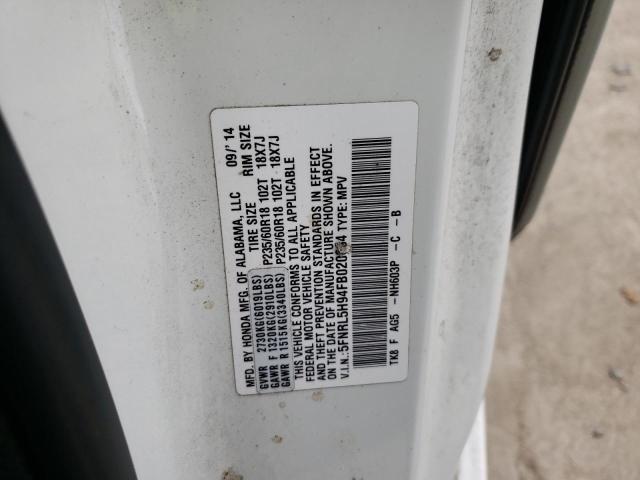 MFD. BY HONDA MFG. OF ALABAMA, LLC 09/'14
TIRE SIZE RIM SIZE
GVWR 2730KG(6019LBS)
GAWR F 1320KG(2910LBS) P235/60R18 102T 18X7J
GAWR R 1515KG(3340LBS) P235/60R18 102T 18X7J
THIS VEHICLE CONFORMS TO ALL APPLICABLE
FEDERAL MOTOR VEHICLE SAFETY
AND THEFT PREVENTION STANDARDS IN EFFECT
ON THE DATE OF MANUFACTURE SHOWN ABOVE.
V.I.N.: TYPE: MPV
TK8 F AG5 -NH603P -C -B